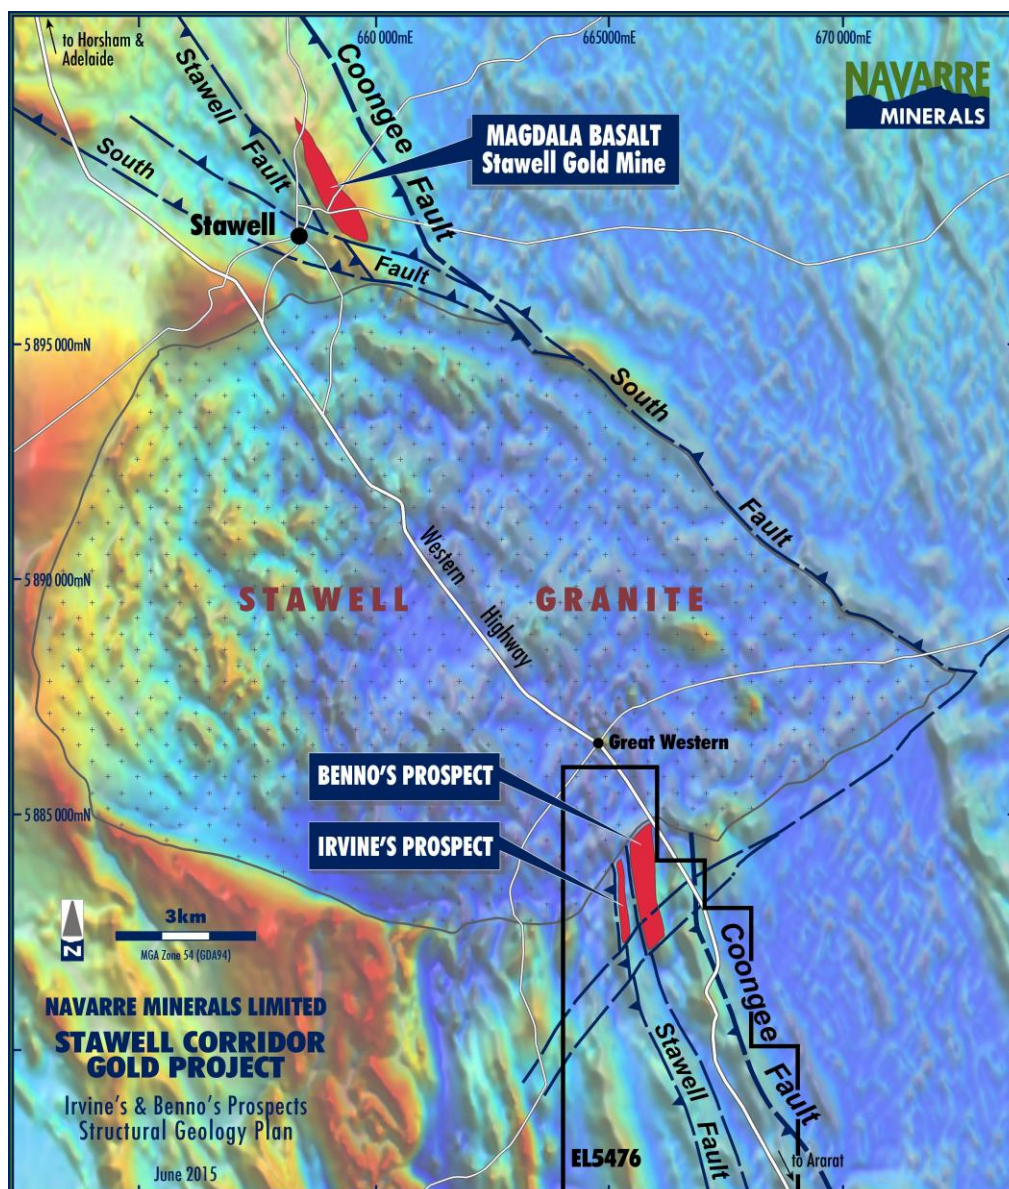 to Horsham &
Adelaide
660 000mE
665000mE
670 000mE
NAVARRE
MINERALS
Stawell
Fault
Coongee
Fault
MAGDALA BASALT
Stawell Gold Mine
South
Fault
Stawell
5 895 000mN
South
Fault
Western
Highway
5 890 000mN
STAWELL GRANITE
Great Western
BENNO'S PROSPECT
5 885 000mN
IRVINE'S PROSPECT
3km
N
MGA Zone 54 (GDA94)
Coongee
Fault
Stawell
Fault
NAVARRE MINERALS LIMITED
STAWELL CORRIDOR
GOLD PROJECT
Irvine's & Benno's Prospects
Structural Geology Plan
June 2015
EL5476
to Ararat